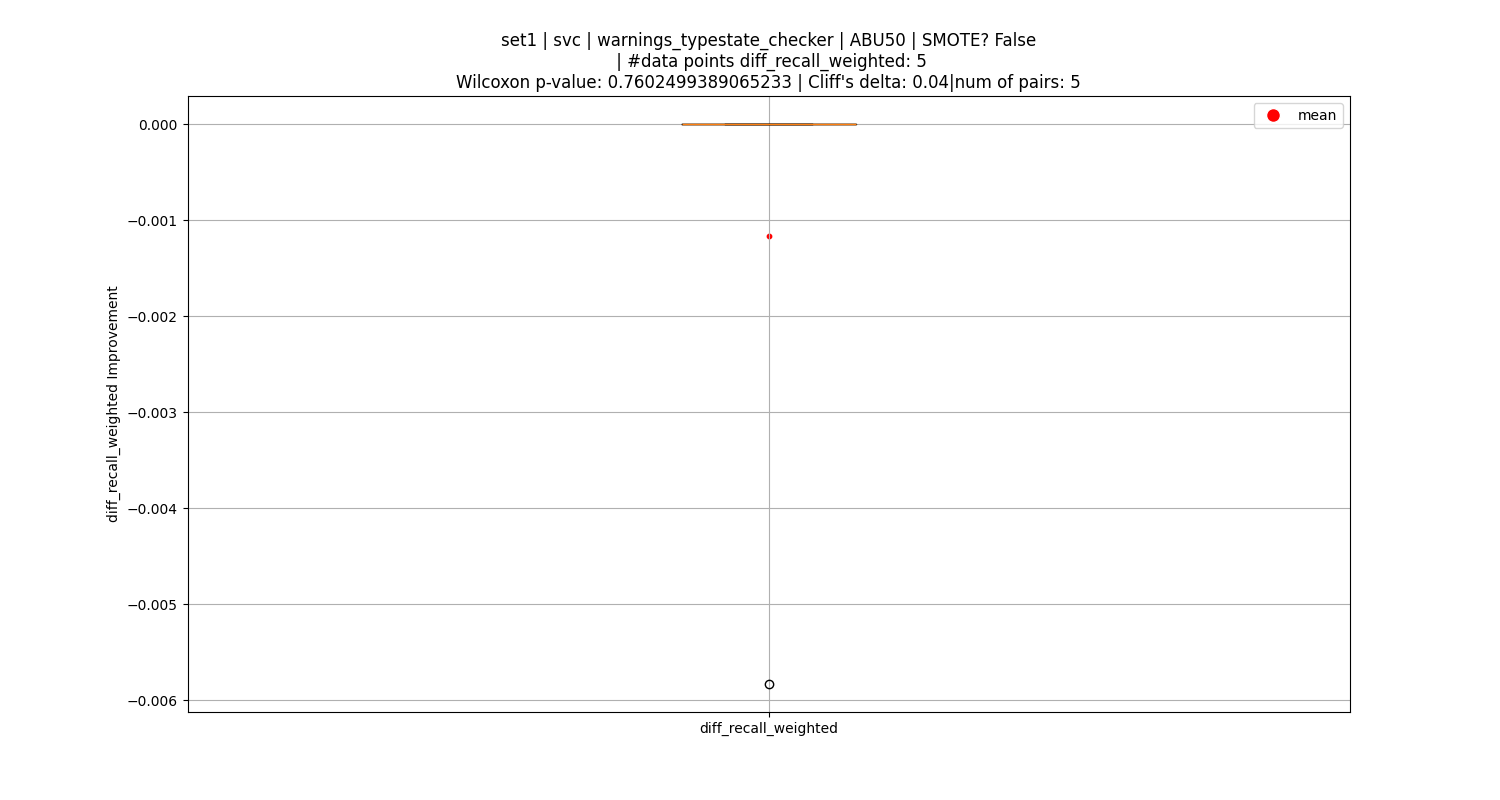 set1 | svc | warnings_typestate_checker | ABU50 | SMOTE? False
| #data points diff_recall_weighted: 5
Wilcoxon p-value: 0.7602499389065233 | Cliff's delta: 0.04|num of pairs: 5
mean
0.000
−0.001
−0.002
−0.003
−0.004
−0.005
−0.006
diff_recall_weighted Improvement
diff_recall_weighted